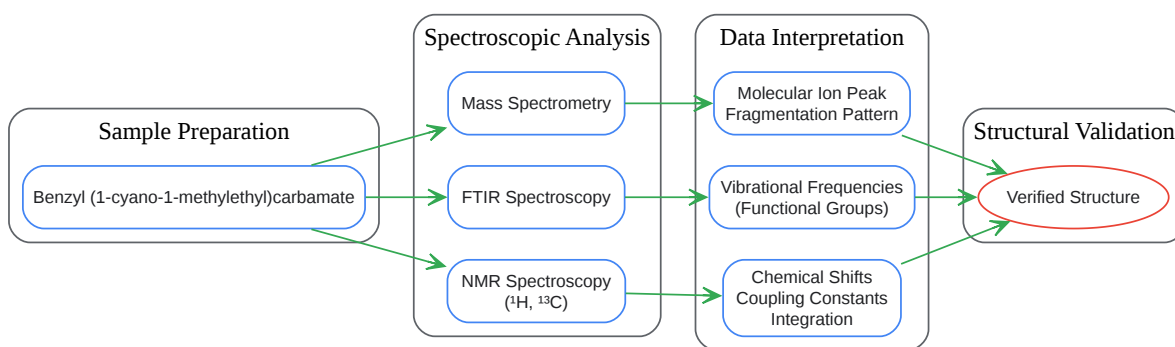 Sample Preparation
Benzyl (1-cyano-1-methylethyl)carbamate
Spectroscopic Analysis
Mass Spectrometry
FTIR Spectroscopy
NMR Spectroscopy
(¹H, ¹³C)
Data Interpretation
Molecular Ion Peak
Fragmentation Pattern
Vibrational Frequencies
(Functional Groups)
Chemical Shifts
Coupling Constants
Integration
Structural Validation
Verified Structure